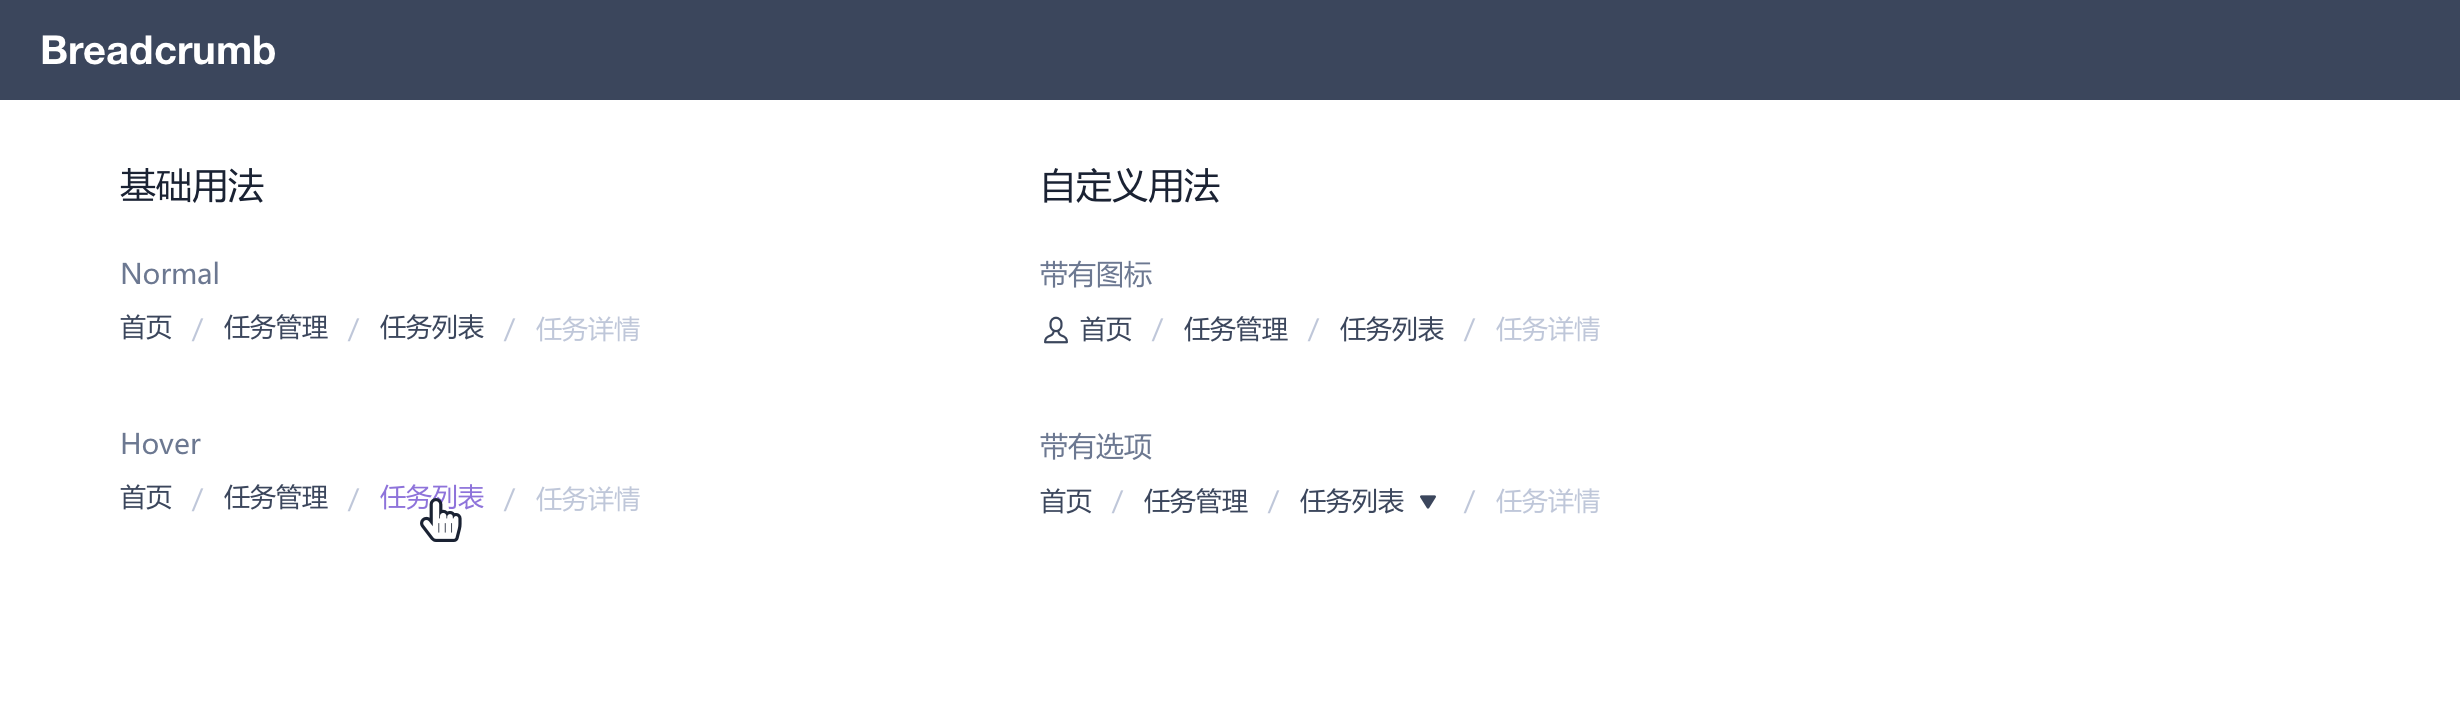 Breadcrumb
基础用法
Normal
首页 / 任务管理 / 任务列表 / 任务详情
Hover
首页 / 任务管理 / 任务列表 / 任务详情
自定义用法
带有图标
首页 / 任务管理 / 任务列表 / 任务详情
带有选项
首页 / 任务管理 / 任务列表 / 任务详情